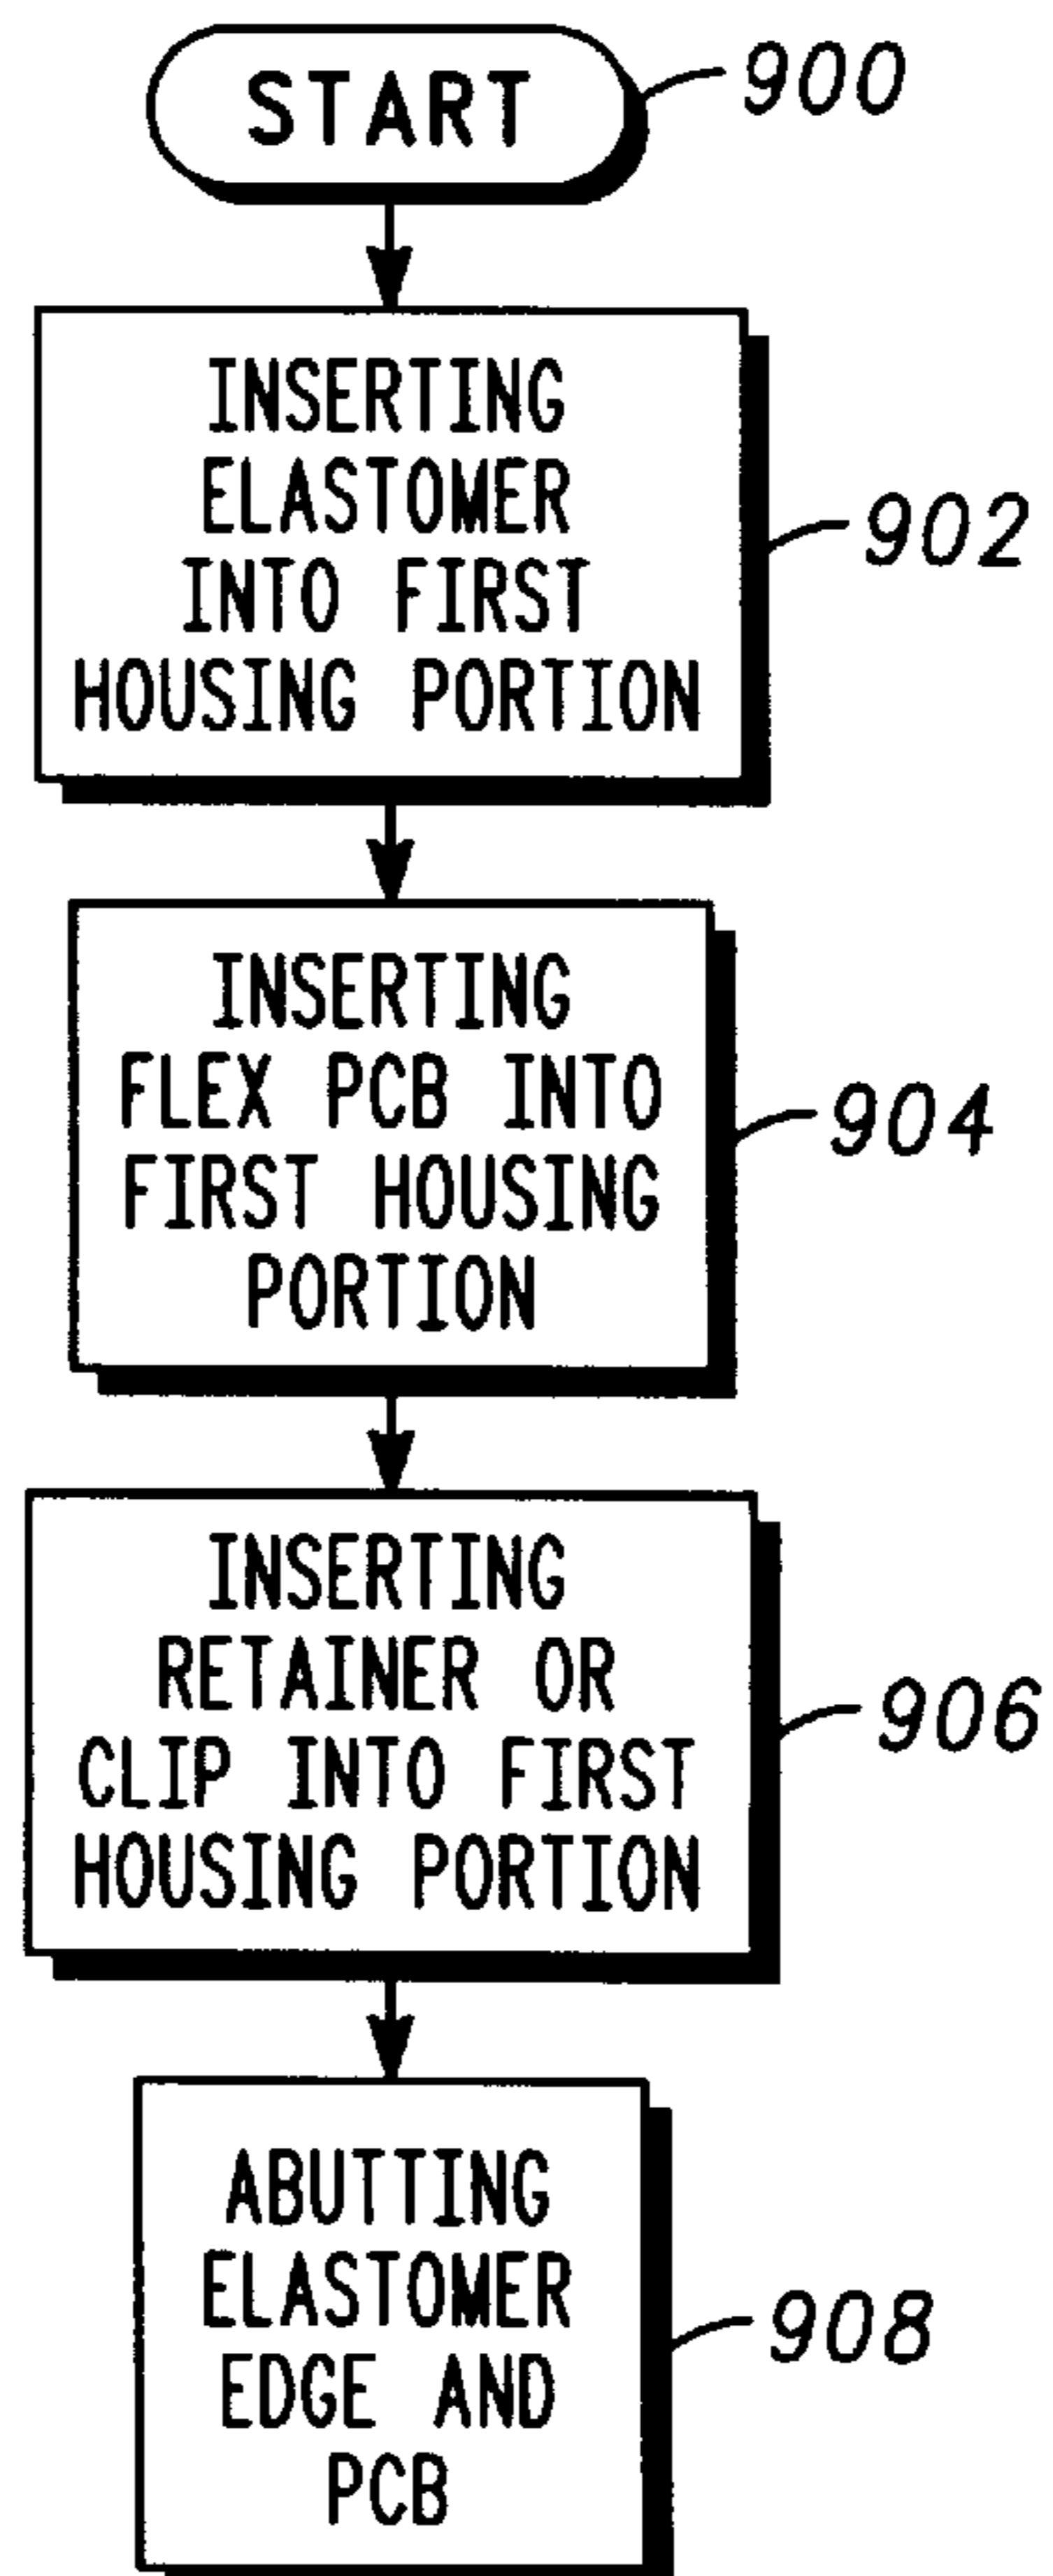 START
900
INSERTING
ELASTOMER
INTO FIRST
HOUSING PORTION
902
INSERTING
FLEX PCB INTO
FIRST HOUSING
PORTION
904
INSERTING
RETAINER OR
CLIP INTO FIRST
HOUSING PORTION
906
ABUTTING
ELASTOMER
EDGE AND
PCB
908